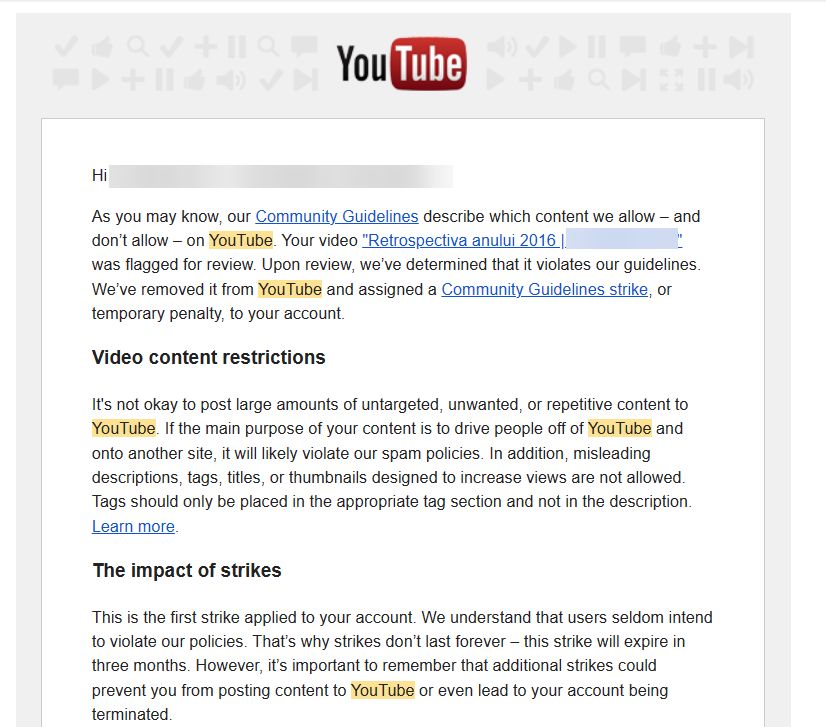 YouTube
Hi
As you may know, our Community Guidelines describe which content we allow – and
don’t allow – on YouTube. Your video "Retrospectiva anului 2016 | "
was flagged for review. Upon review, we’ve determined that it violates our guidelines.
We’ve removed it from YouTube and assigned a Community Guidelines strike, or
temporary penalty, to your account.
Video content restrictions
It's not okay to post large amounts of untargeted, unwanted, or repetitive content to
YouTube. If the main purpose of your content is to drive people off of YouTube and
onto another site, it will likely violate our spam policies. In addition, misleading
descriptions, tags, titles, or thumbnails designed to increase views are not allowed.
Tags should only be placed in the appropriate tag section and not in the description.
Learn more.
The impact of strikes
This is the first strike applied to your account. We understand that users seldom intend
to violate our policies. That’s why strikes don’t last forever – this strike will expire in
three months. However, it’s important to remember that additional strikes could
prevent you from posting content to YouTube or even lead to your account being
terminated.